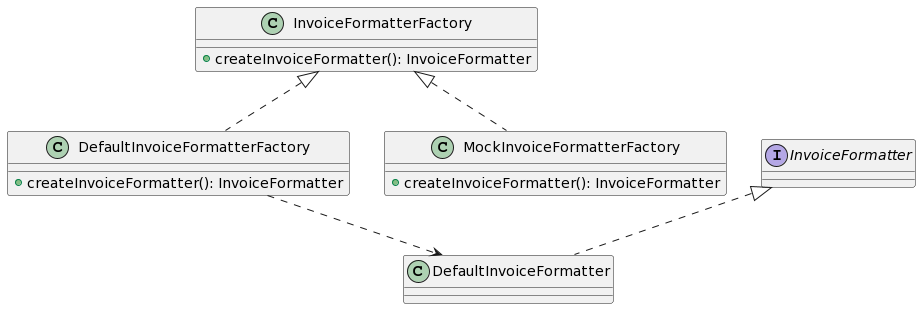 C InvoiceFormatterFactory
createInvoiceFormatter(): InvoiceFormatter
C DefaultInvoiceFormatterFactory
createInvoiceFormatter(): InvoiceFormatter
C MockInvoiceFormatterFactory
createInvoiceFormatter(): InvoiceFormatter
I InvoiceFormatter
C DefaultInvoiceFormatter